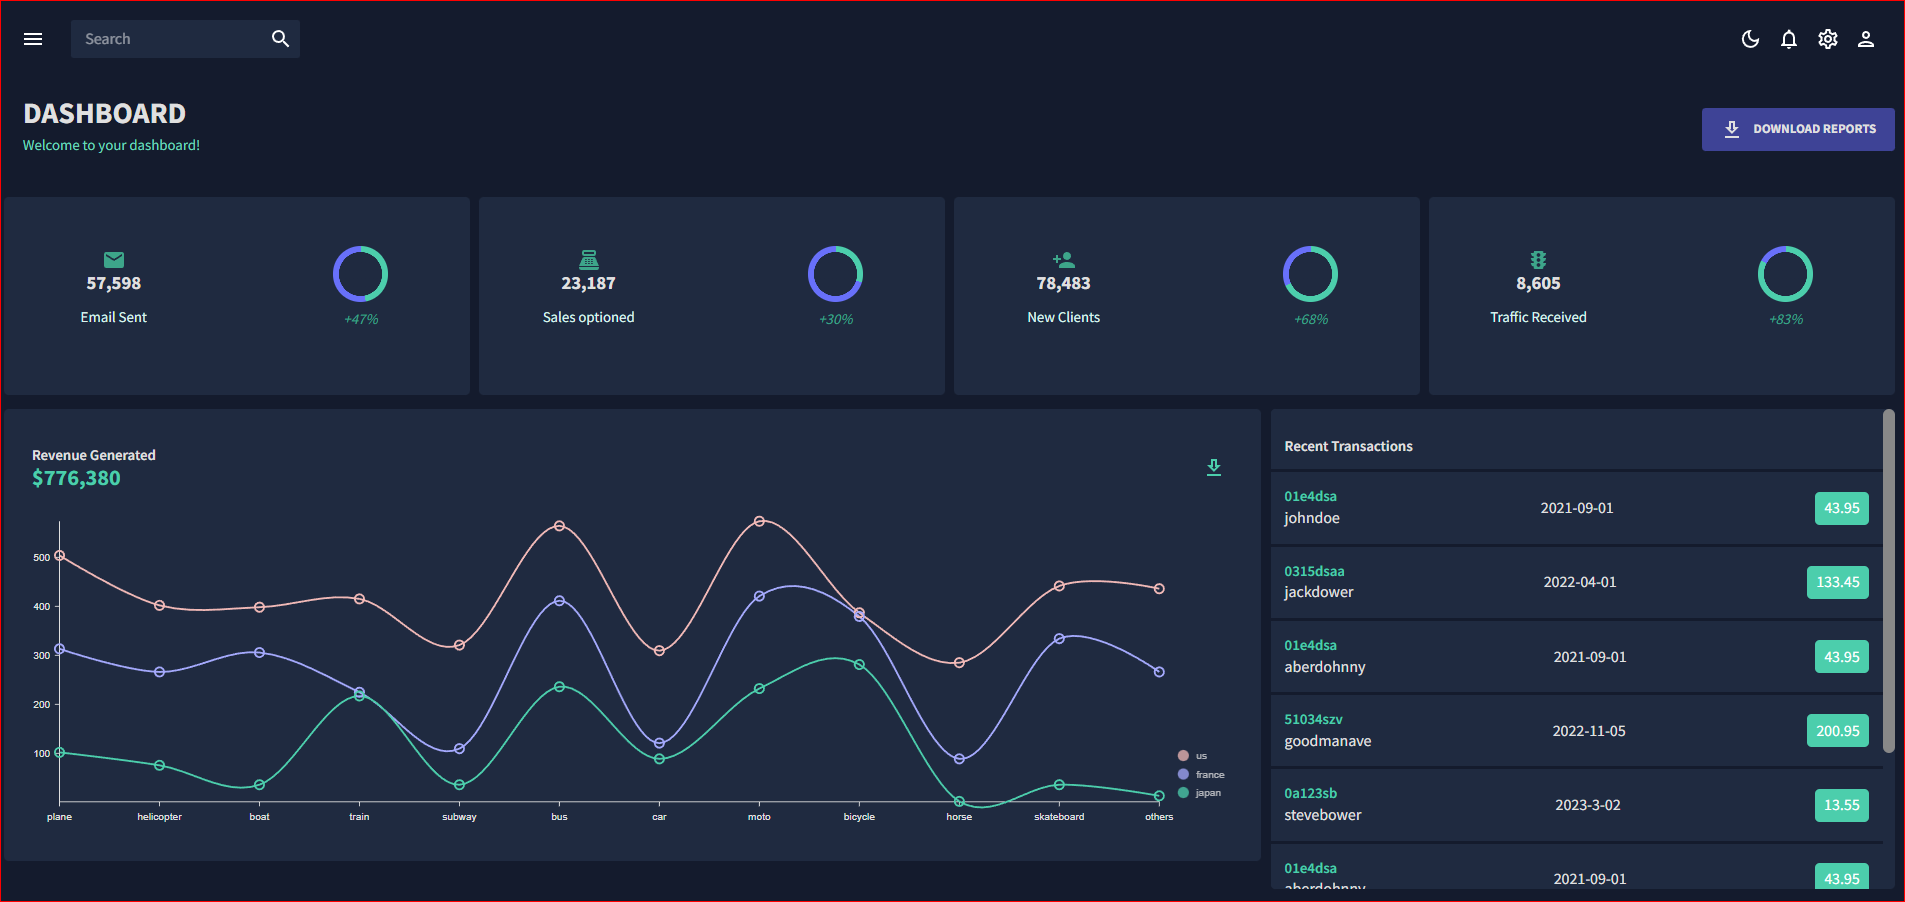 Search
DASHBOARD
Welcome to your dashboard!
DOWNLOAD REPORTS
57,598
Email Sent
+47%
23,187
Sales optioned
+30%
78,483
New Clients
+68%
8,605
Traffic Received
+83%
Revenue Generated
$776,380
500
400
300
200
100
plane helicopter boat train subway bus car moto bicycle horse skateboard others
us
france
japan
Recent Transactions
01e4dsa
johndoe
2021-09-01
43.95
0315dsaa
jackdower
2022-04-01
133.45
01e4dsa
aberdohnny
2021-09-01
43.95
51034szv
goodmanave
2022-11-05
200.95
0a123sb
stevebower
2023-3-02
13.55
01e4dsa
aberdohnny
2021-09-01
43.95